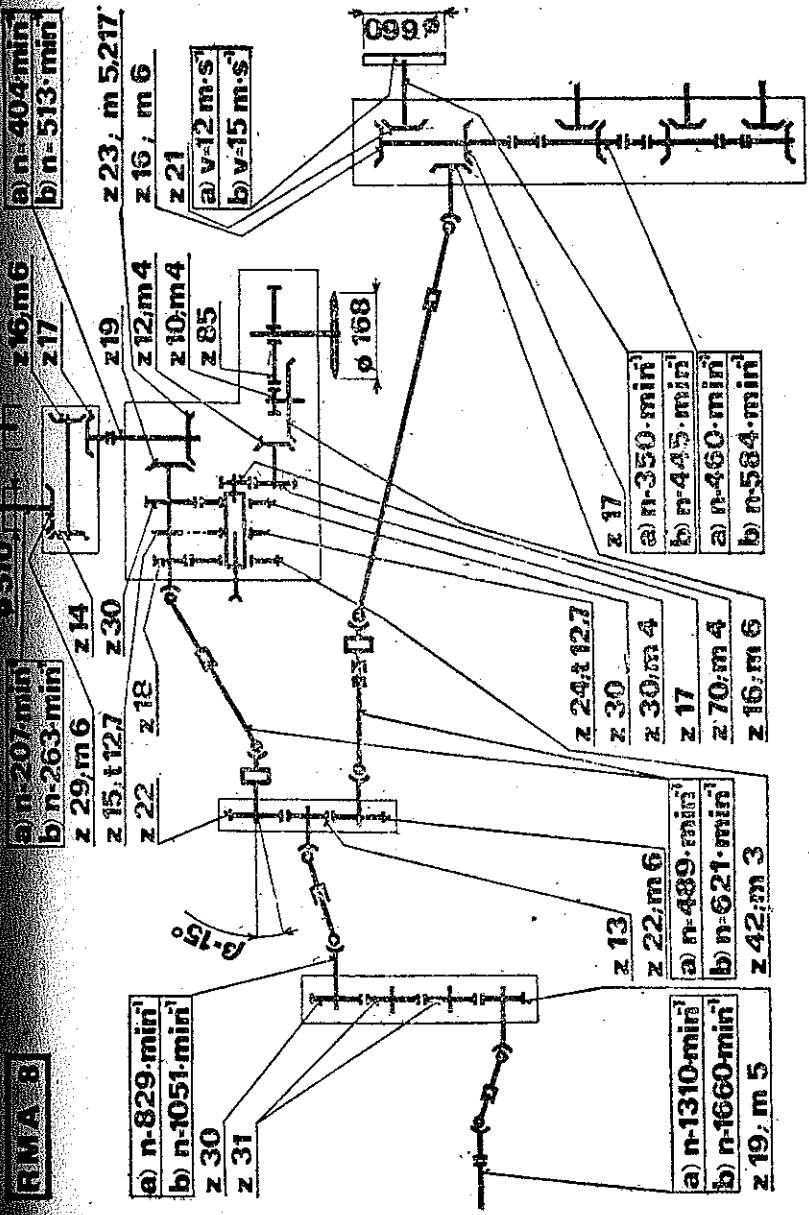 RMA 8
a) n=829·min⁻¹
b) n=1051·min⁻¹
z 30
z 31
a) n=207·min⁻¹
b) n=263·min⁻¹
z 29; m 6
z 15; t 12,7
z 22
z 14
z 30
z 18
ø 510
z 16; m 6
z 17
z 19
z 12; m 4
z 10; m 4
z 85
ø 168
a) n=404·min⁻¹
b) n=513·min⁻¹
z 23; m 5,217
z 16; m 6
z 21
a) v=12 m·s⁻¹
b) v=15 m·s⁻¹
ø 660
β=15°
a) n=1310·min⁻¹
b) n=1660·min⁻¹
z 19; m 5
z 13
z 22; m 6
a) n=489·min⁻¹
b) n=621·min⁻¹
z 42; m 3
z 24; t 12,7
z 30
z 30; m 4
z 17
z 70; m 4
z 16; m 6
z 17
a) n=350·min⁻¹
b) n=445·min⁻¹
a) n=460·min⁻¹
b) n=584·min⁻¹